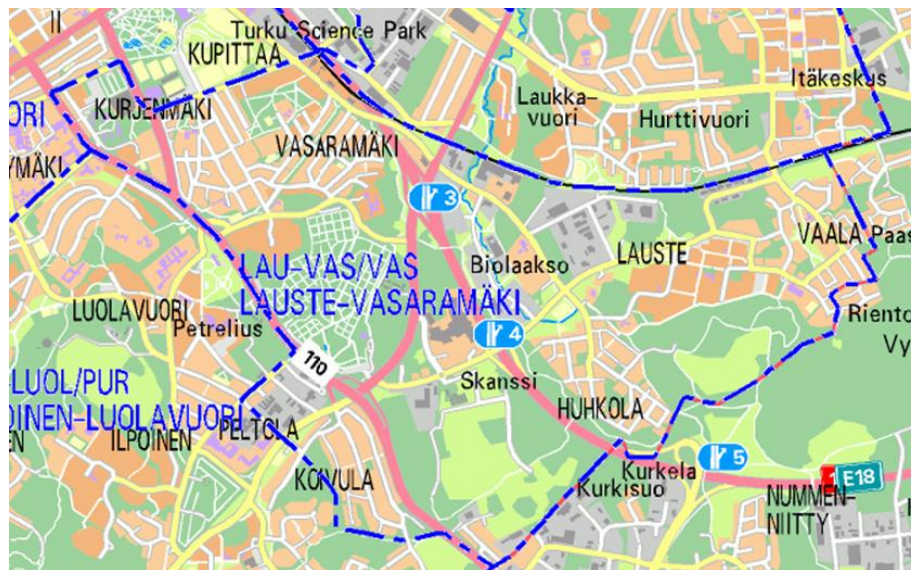 II
Turku Science Park
KUPITTAA
Itäkeskus
Laukka-
vuori
KURJENMÄKI
ORI
Hurttivuori
VASARAMÄKI
YMÄKI
3
VAALA
Paas
LAUSTE
Biolaakso
LAU-VAS/VAS
LAUSTE-VASARAMÄKI
LUOLAVUORI
Petrelius
Riento
4
Vy
110
-LUOL/PUR
OINEN-LUOLAVUORI
Skanssi
HUHKOLA
PELTOLA
ILPOINEN
EN
5
Kurkela
KOIVULA
E18
Kurkisuo
NUMMEN-
NIITTY